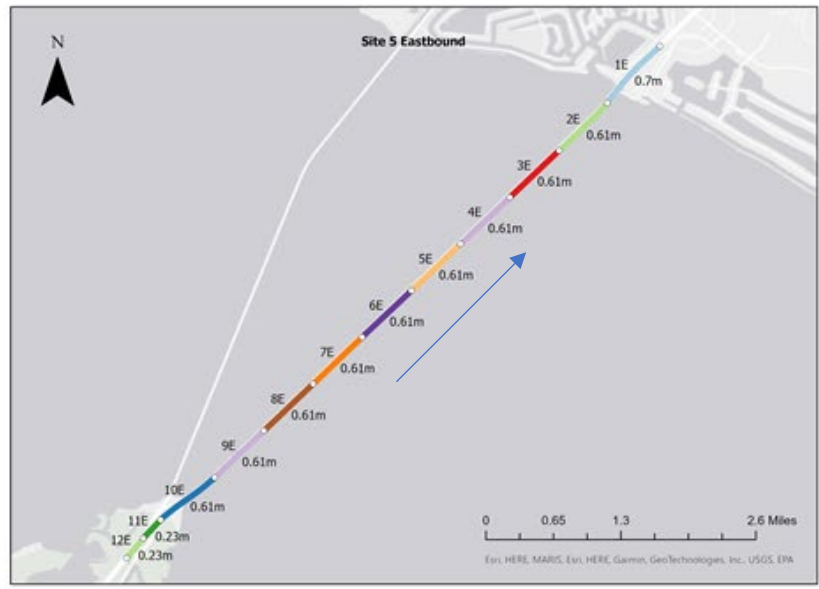 N
Site 5 Eastbound
1E
0.7m
2E
0.61m
3E
0.61m
4E
0.61m
5E
0.61m
6E
0.61m
7E
0.61m
8E
0.61m
9E
0.61m
10E
0.61m
11E
0.23m
12E
0.23m
0 0.65 1.3 2.6 Miles
Esri, HERE, MARIS, Esri, HERE, Garmin, GeoTechnologies, Inc., USGS, EPA